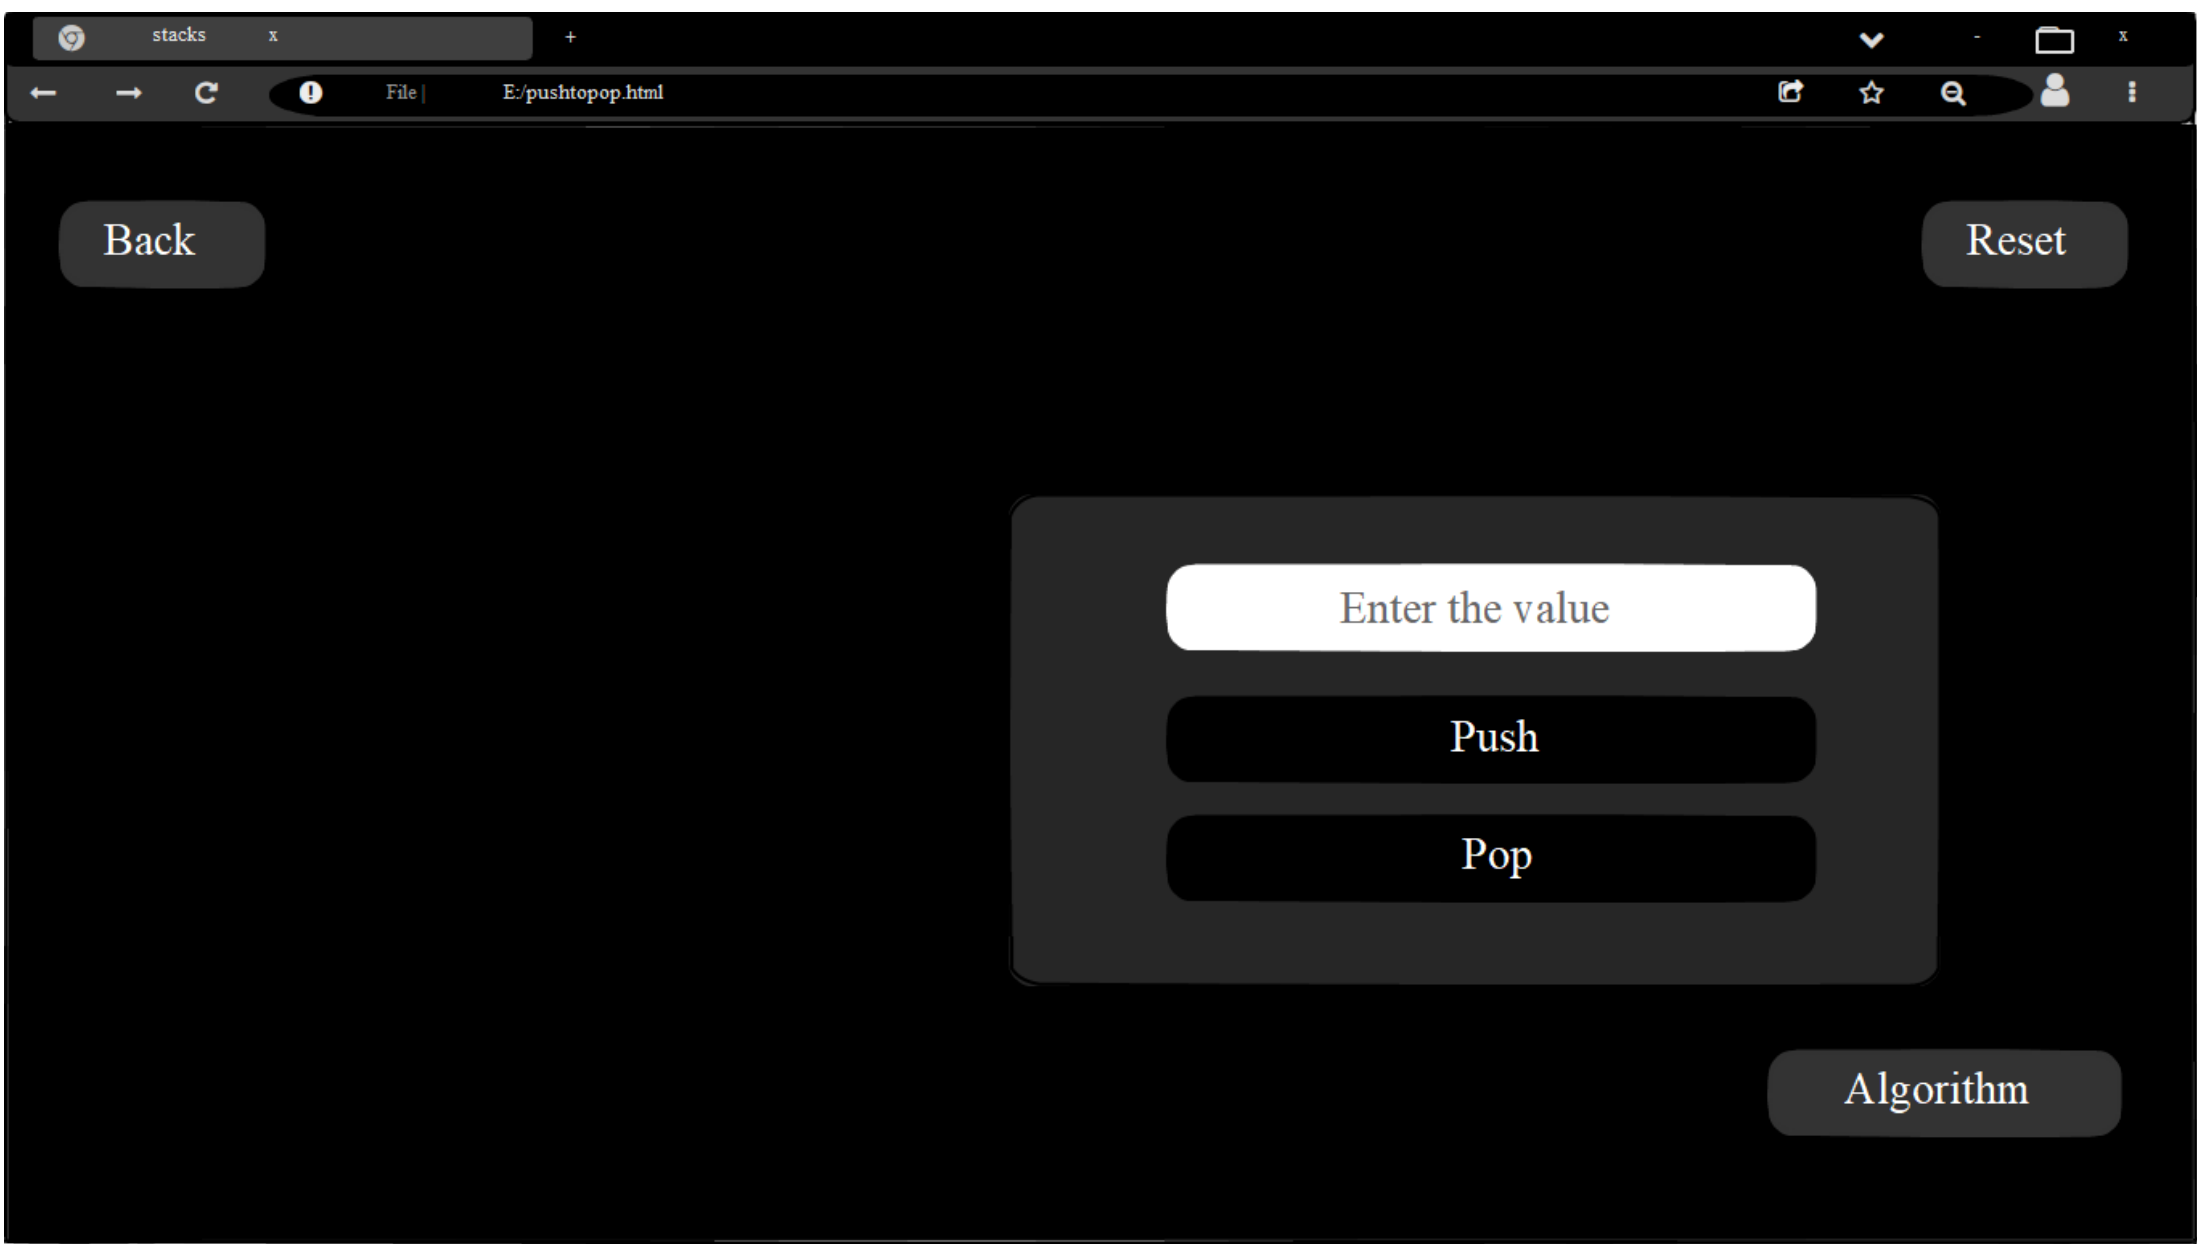 stacks x +
- x
File | E:/pushtopop.html
Back
Reset
Enter the value
Push
Pop
Algorithm